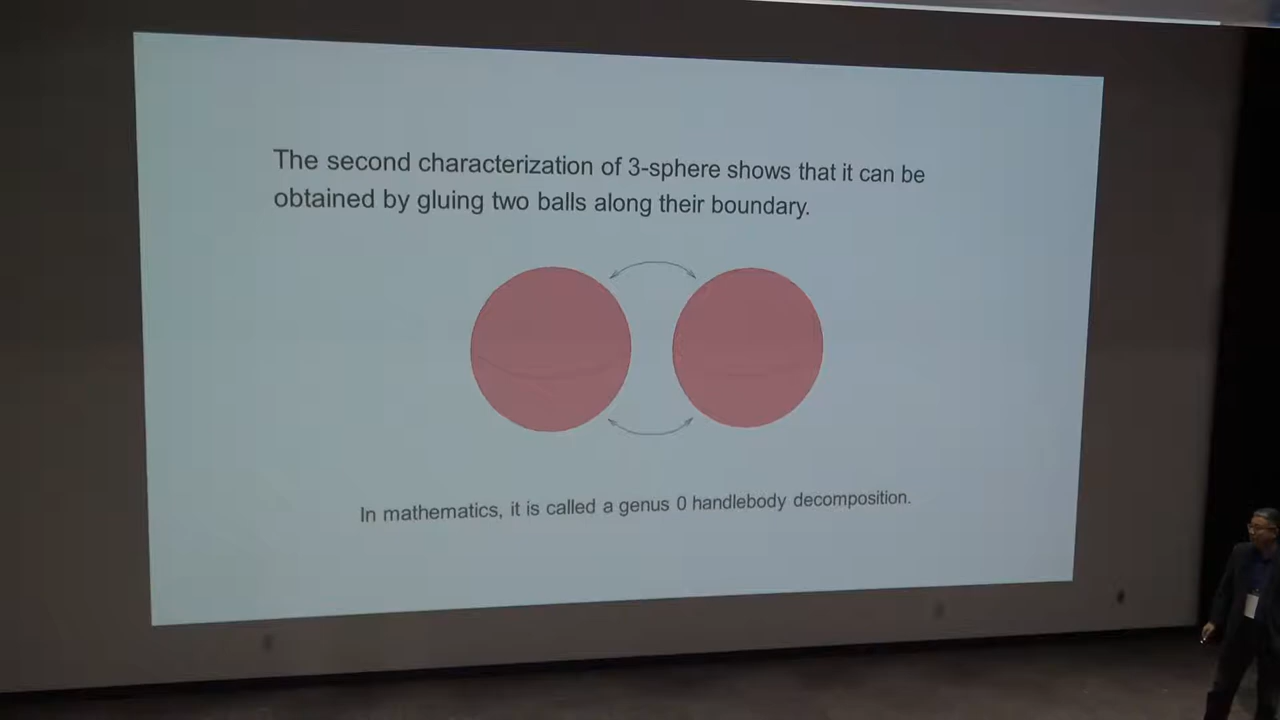 The second characterization of 3-sphere shows that it can be
obtained by gluing two balls along their boundary.
In mathematics, it is called a genus 0 handlebody decomposition.